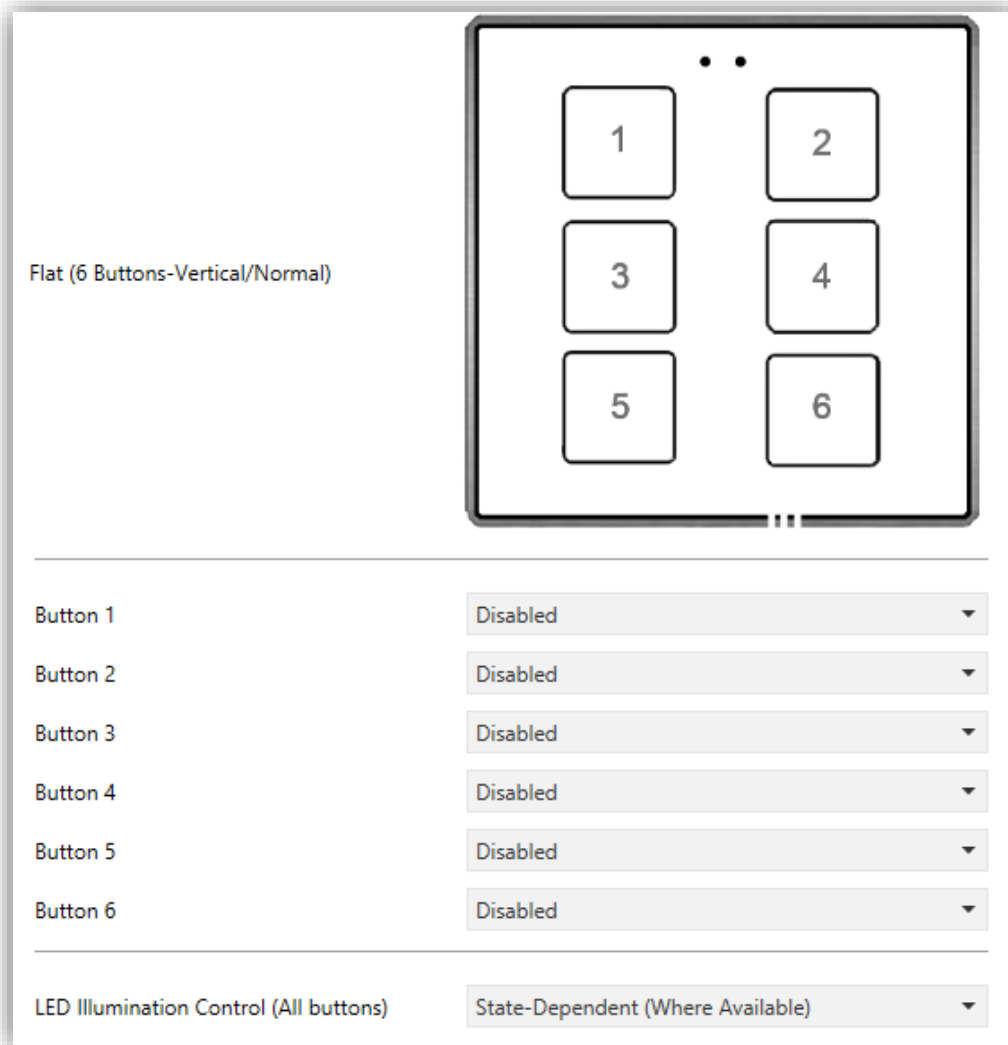 1 2
Flat (6 Buttons-Vertical/Normal) 3 4
5 6
Button 1 Disabled
Button 2 Disabled
Button 3 Disabled
Button 4 Disabled
Button 5 Disabled
Button 6 Disabled
LED Illumination Control (All buttons) State-Dependent (Where Available)